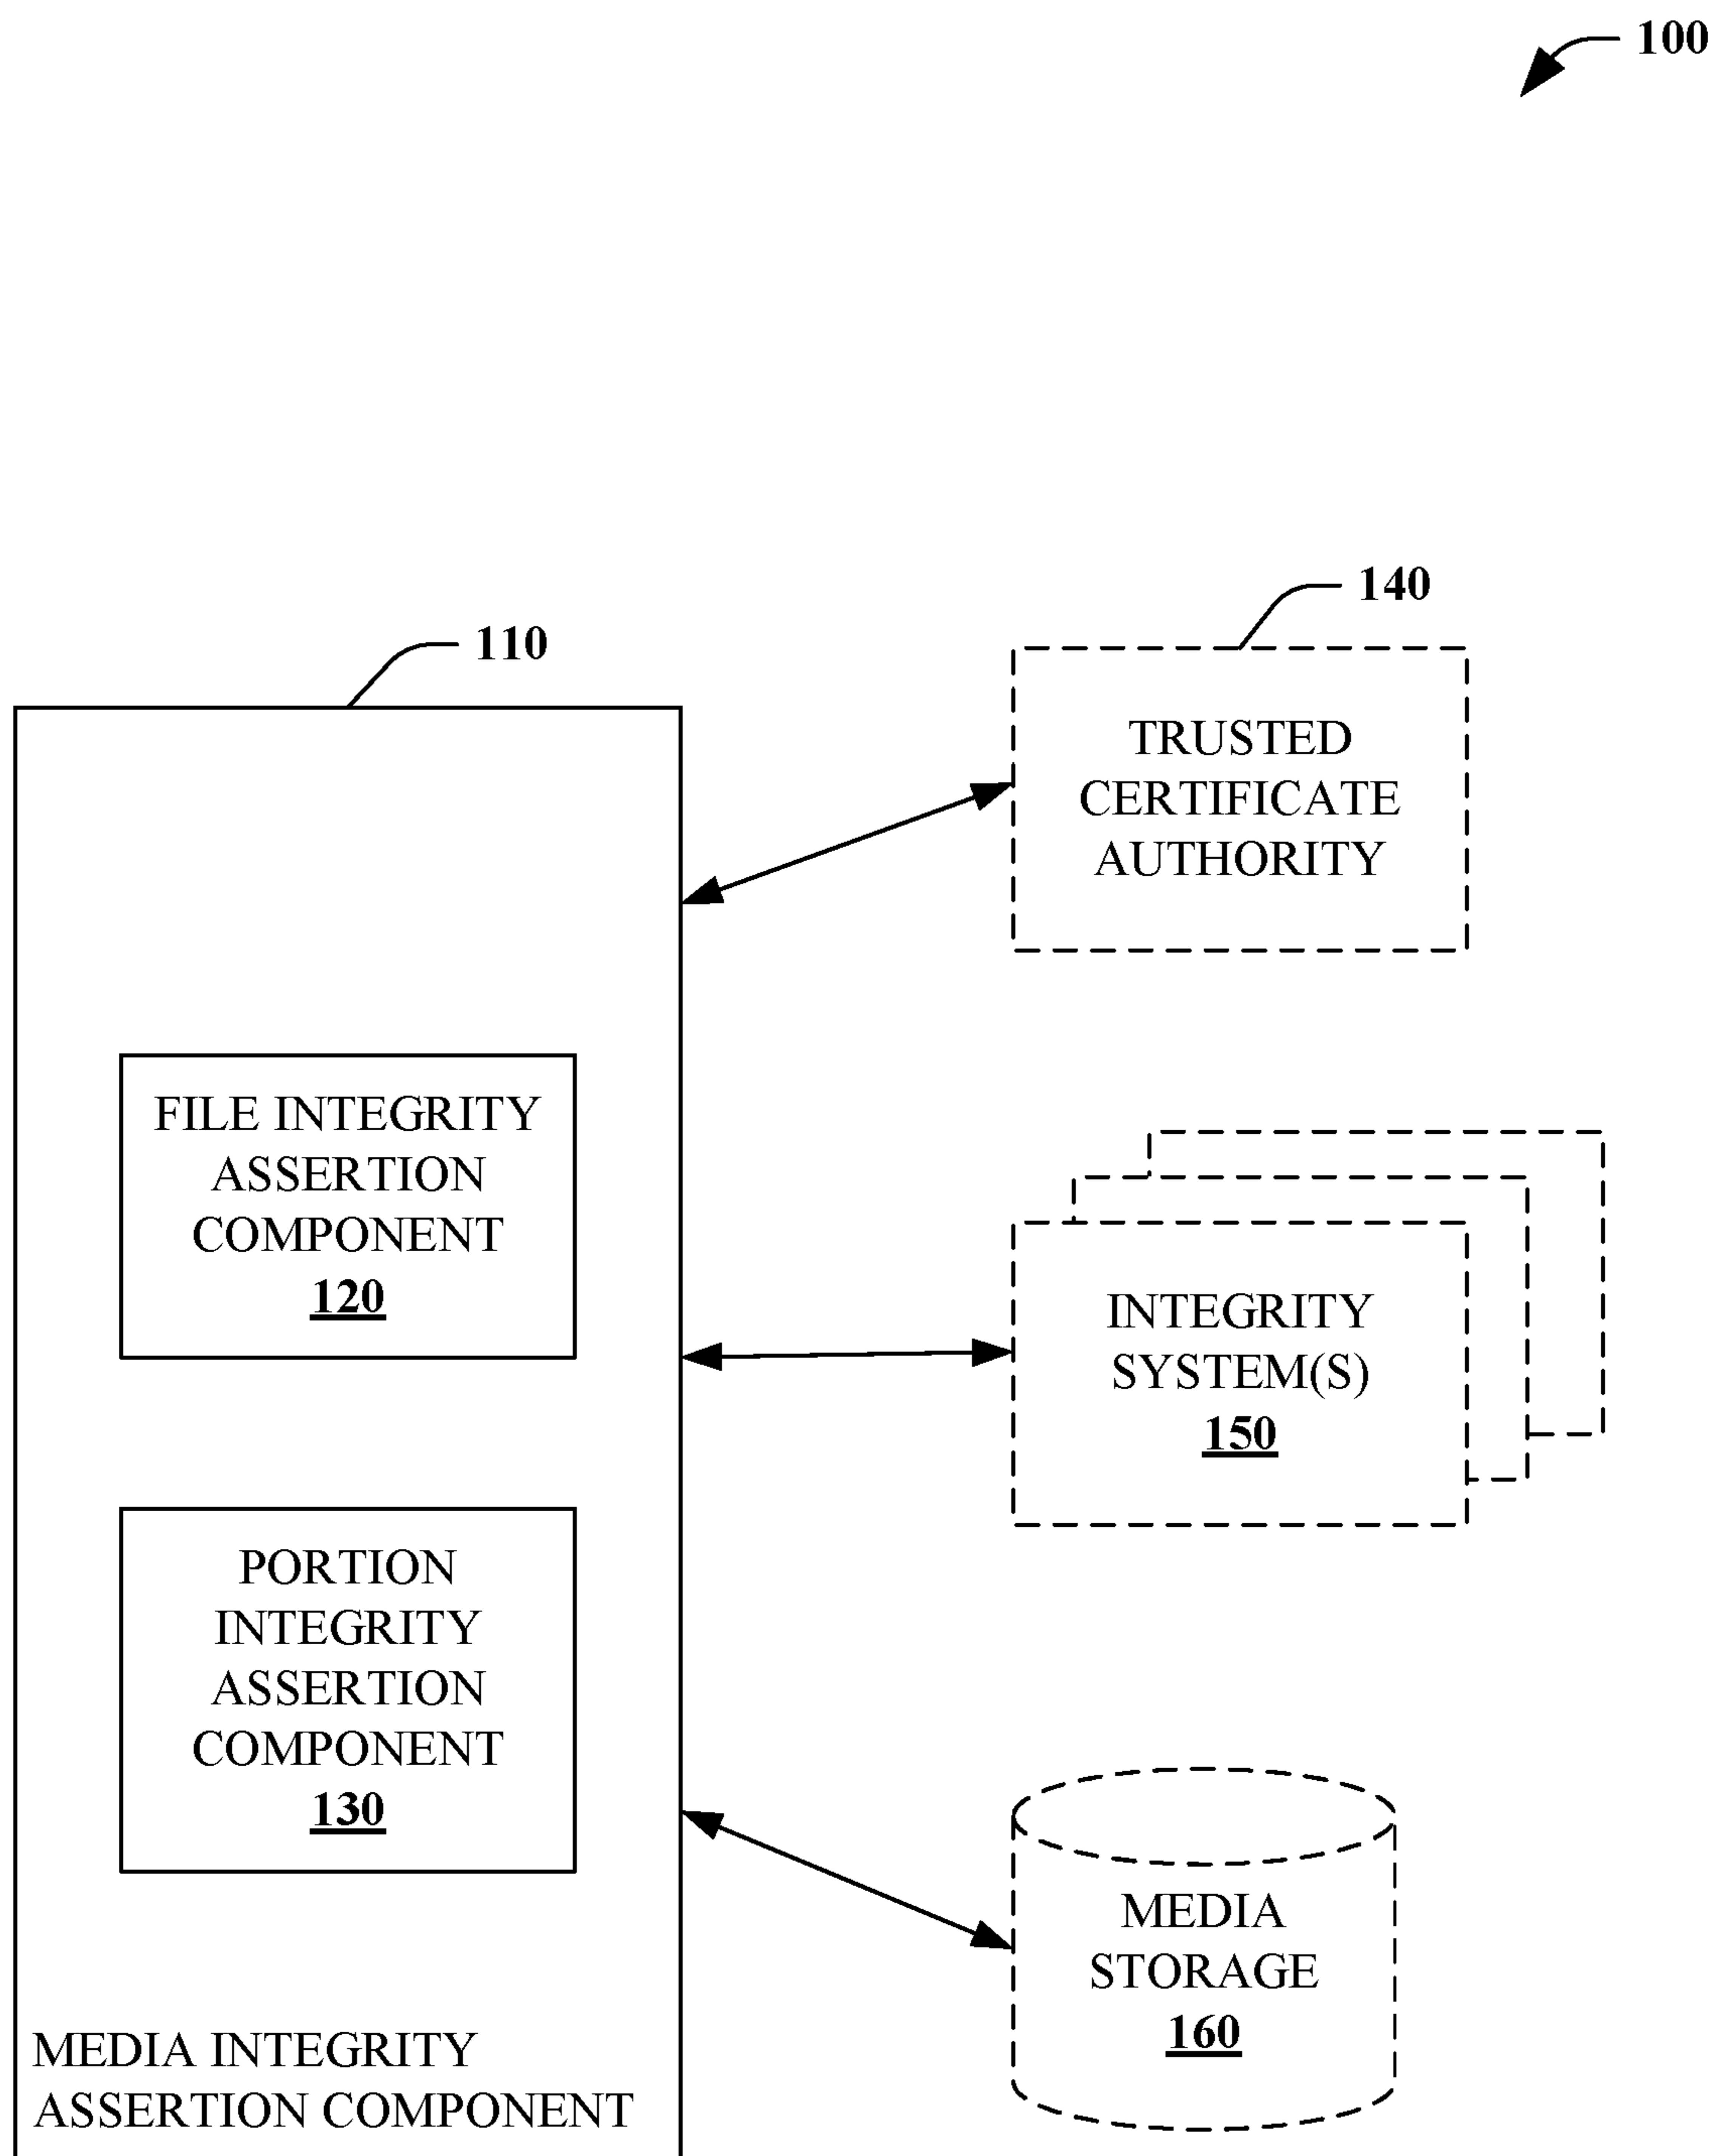 100
140
110
TRUSTED
CERTIFICATE
AUTHORITY
FILE INTEGRITY
ASSERTION
COMPONENT
120
INTEGRITY
SYSTEM(S)
150
PORTION
INTEGRITY
ASSERTION
COMPONENT
130
MEDIA
STORAGE
160
MEDIA INTEGRITY
ASSERTION COMPONENT